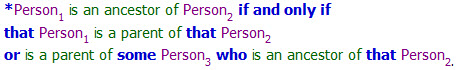 *Person1 is an ancestor of Person2 if and only if
that Person1 is a parent of that Person2
or is a parent of some Person3 who is an ancestor of that Person2.